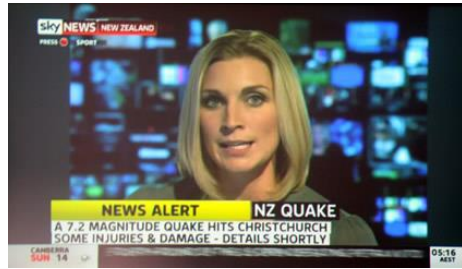 sky NEWS NEW ZEALAND
PRESS SPORT
NEWS ALERT NZ QUAKE
A 7.2 MAGNITUDE QUAKE HITS CHRISTCHURCH
SOME INJURIES & DAMAGE - DETAILS SHORTLY
CANBERRA
SUN 14
05:16
AEST